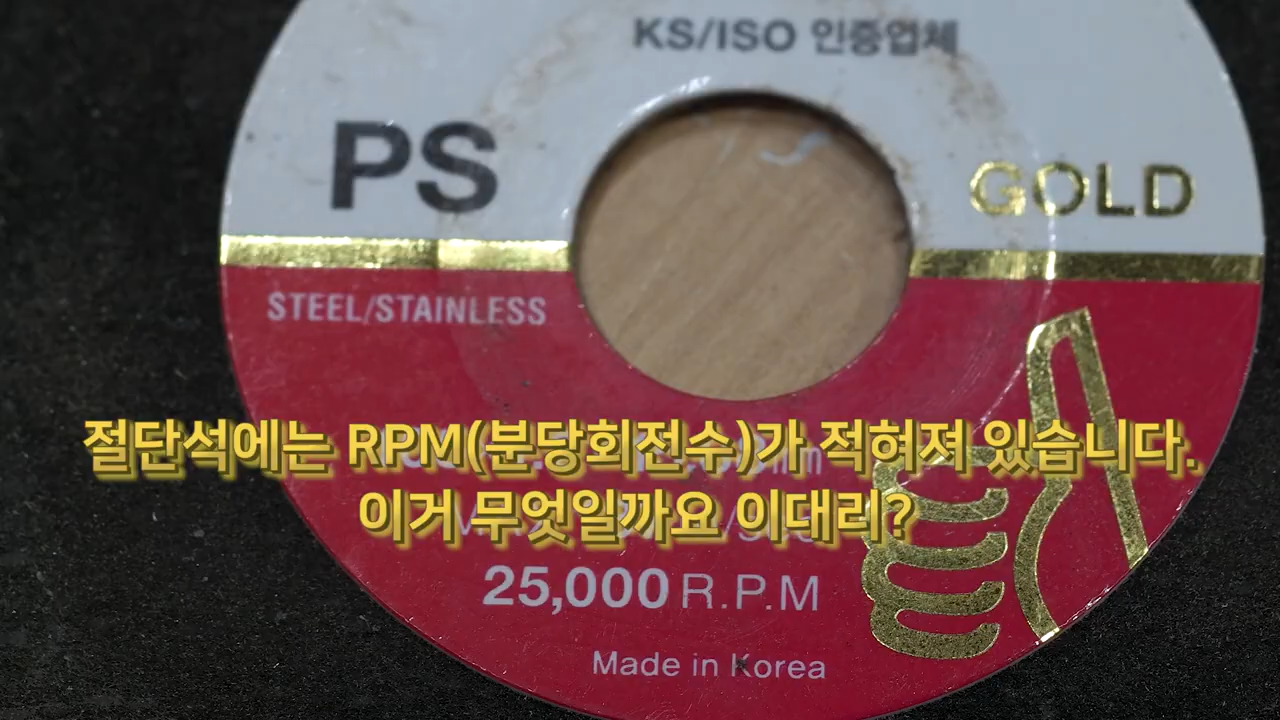 KS/ISO 인증업체
PS
GOLD
STEEL/STAINLESS
절단석에는 RPM(분당회전수)가 적혀져 있습니다.
이거 무엇일까요 이대리?
25,000 R.P.M
Made in Korea